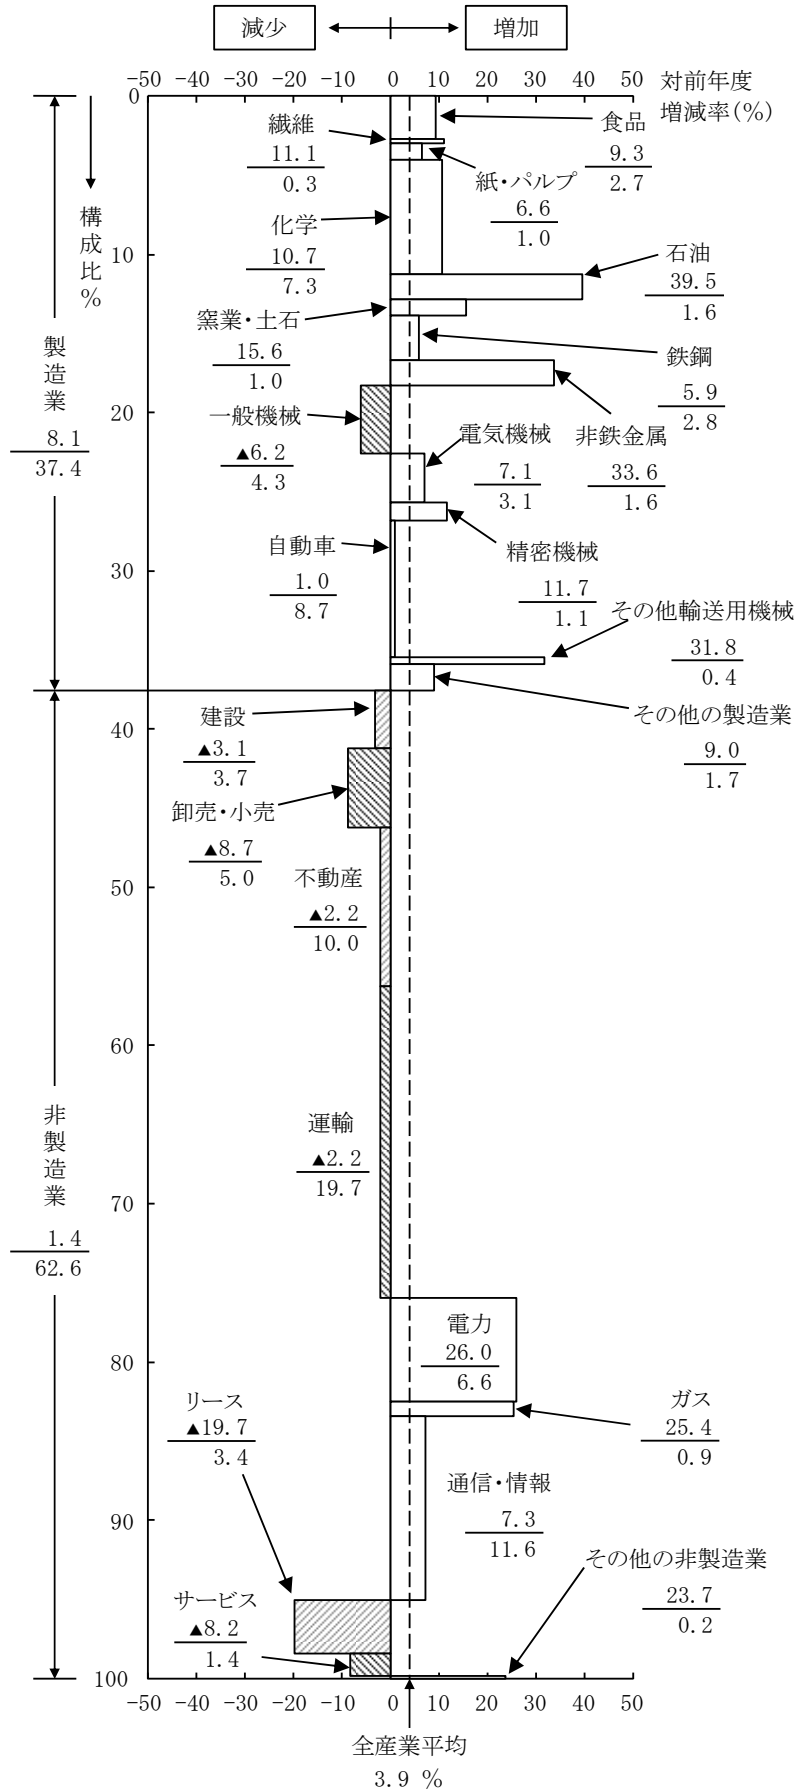 減少 増加
-50 -40 -30 -20 -10 0 10 20 30 40 50 対前年度
増減率(%)
0
構成比%
繊維
11.1
0.3
食品
9.3
2.7
紙・パルプ
6.6
1.0
化学
10.7
7.3
10
石油
39.5
1.6
窯業・土石
15.6
1.0
鉄鋼
5.9
2.8
製造業
8.1
37.4
20
一般機械
▲6.2
4.3
電気機械
7.1
3.1
非鉄金属
33.6
1.6
自動車
1.0
8.7
精密機械
11.7
1.1
30
その他輸送用機械
31.8
0.4
その他の製造業
9.0
1.7
建設
▲3.1
3.7
40
卸売・小売
▲8.7
5.0
不動産
▲2.2
10.0
50
60
非製造業
1.4
62.6
運輸
▲2.2
19.7
70
電力
26.0
6.6
80
リース
▲19.7
3.4
ガス
25.4
0.9
通信・情報
7.3
11.6
90
その他の非製造業
23.7
0.2
サービス
▲8.2
1.4
100
-50 -40 -30 -20 -10 0 10 20 30 40 50
全産業平均
3.9 %